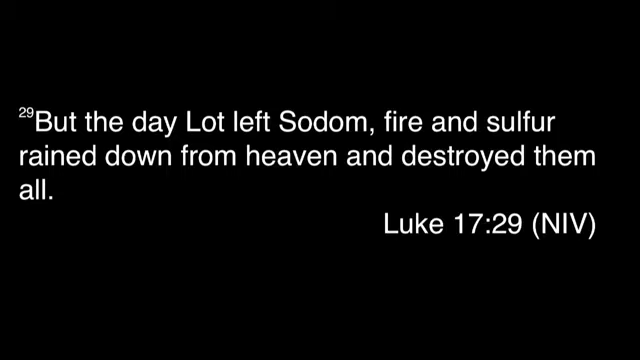 29But the day Lot left Sodom, fire and sulfur
rained down from heaven and destroyed them
all.
Luke 17:29 (NIV)